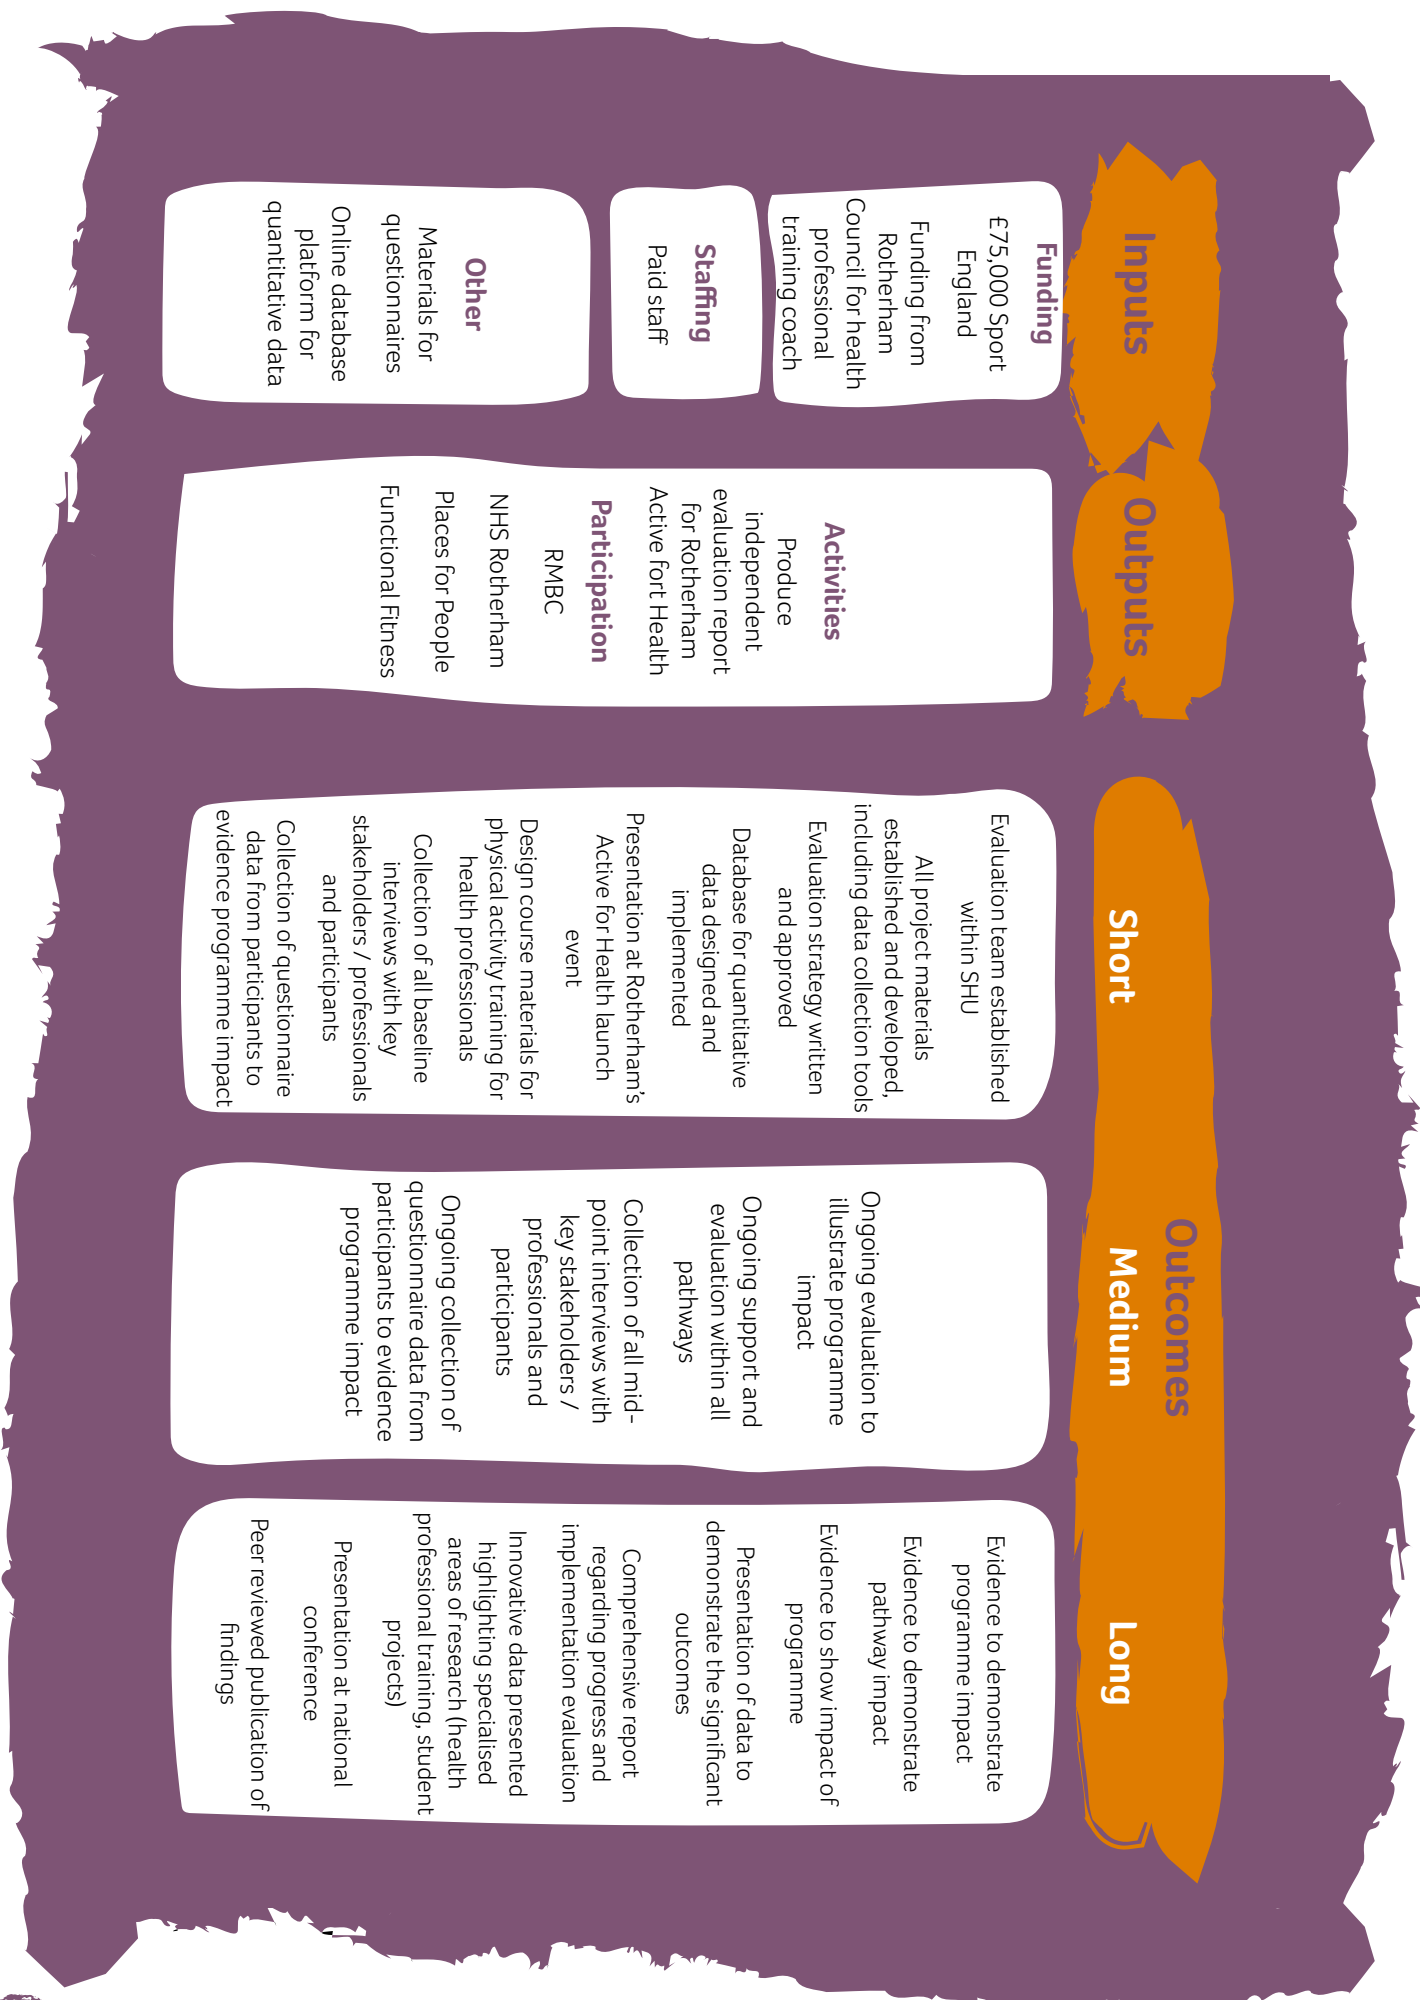 Inputs
Funding
£75,000 Sport
England
Funding from
Rotherham
Council for health
professional
training coach
Staffing
Paid staff
Other
Materials for
questionnaires
Online database
platform for
quantitative data
Outputs
Activities
Produce
independent
evaluation report
for Rotherham
Active fort Health
Participation
RMBC
NHS Rotherham
Places for People
Functional Fitness
Outcomes
Short
Evaluation team established
within SHU
All project materials
established and developed,
including data collection tools
Evaluation strategy written
and approved
Database for quantitative
data designed and
implemented
Presentation at Rotherham's
Active for Health launch
event
Design course materials for
physical activity training for
health professionals
Collection of all baseline
interviews with key
stakeholders / professionals
and participants
Collection of questionnaire
data from participants to
evidence programme impact
Medium
Ongoing evaluation to
illustrate programme
impact
Ongoing support and
evaluation within all
pathways
Collection of all mid-
point interviews with
key stakeholders /
professionals and
participants
Ongoing collection of
questionnaire data from
participants to evidence
programme impact
Long
Evidence to demonstrate
programme impact
Evidence to demonstrate
pathway impact
Evidence to show impact of
programme
Presentation of data to
demonstrate the significant
outcomes
Comprehensive report
regarding progress and
implementation evaluation
Innovative data presented
highlighting specialised
areas of research (health
professional training, student
projects)
Presentation at national
conference
Peer reviewed publication of
findings